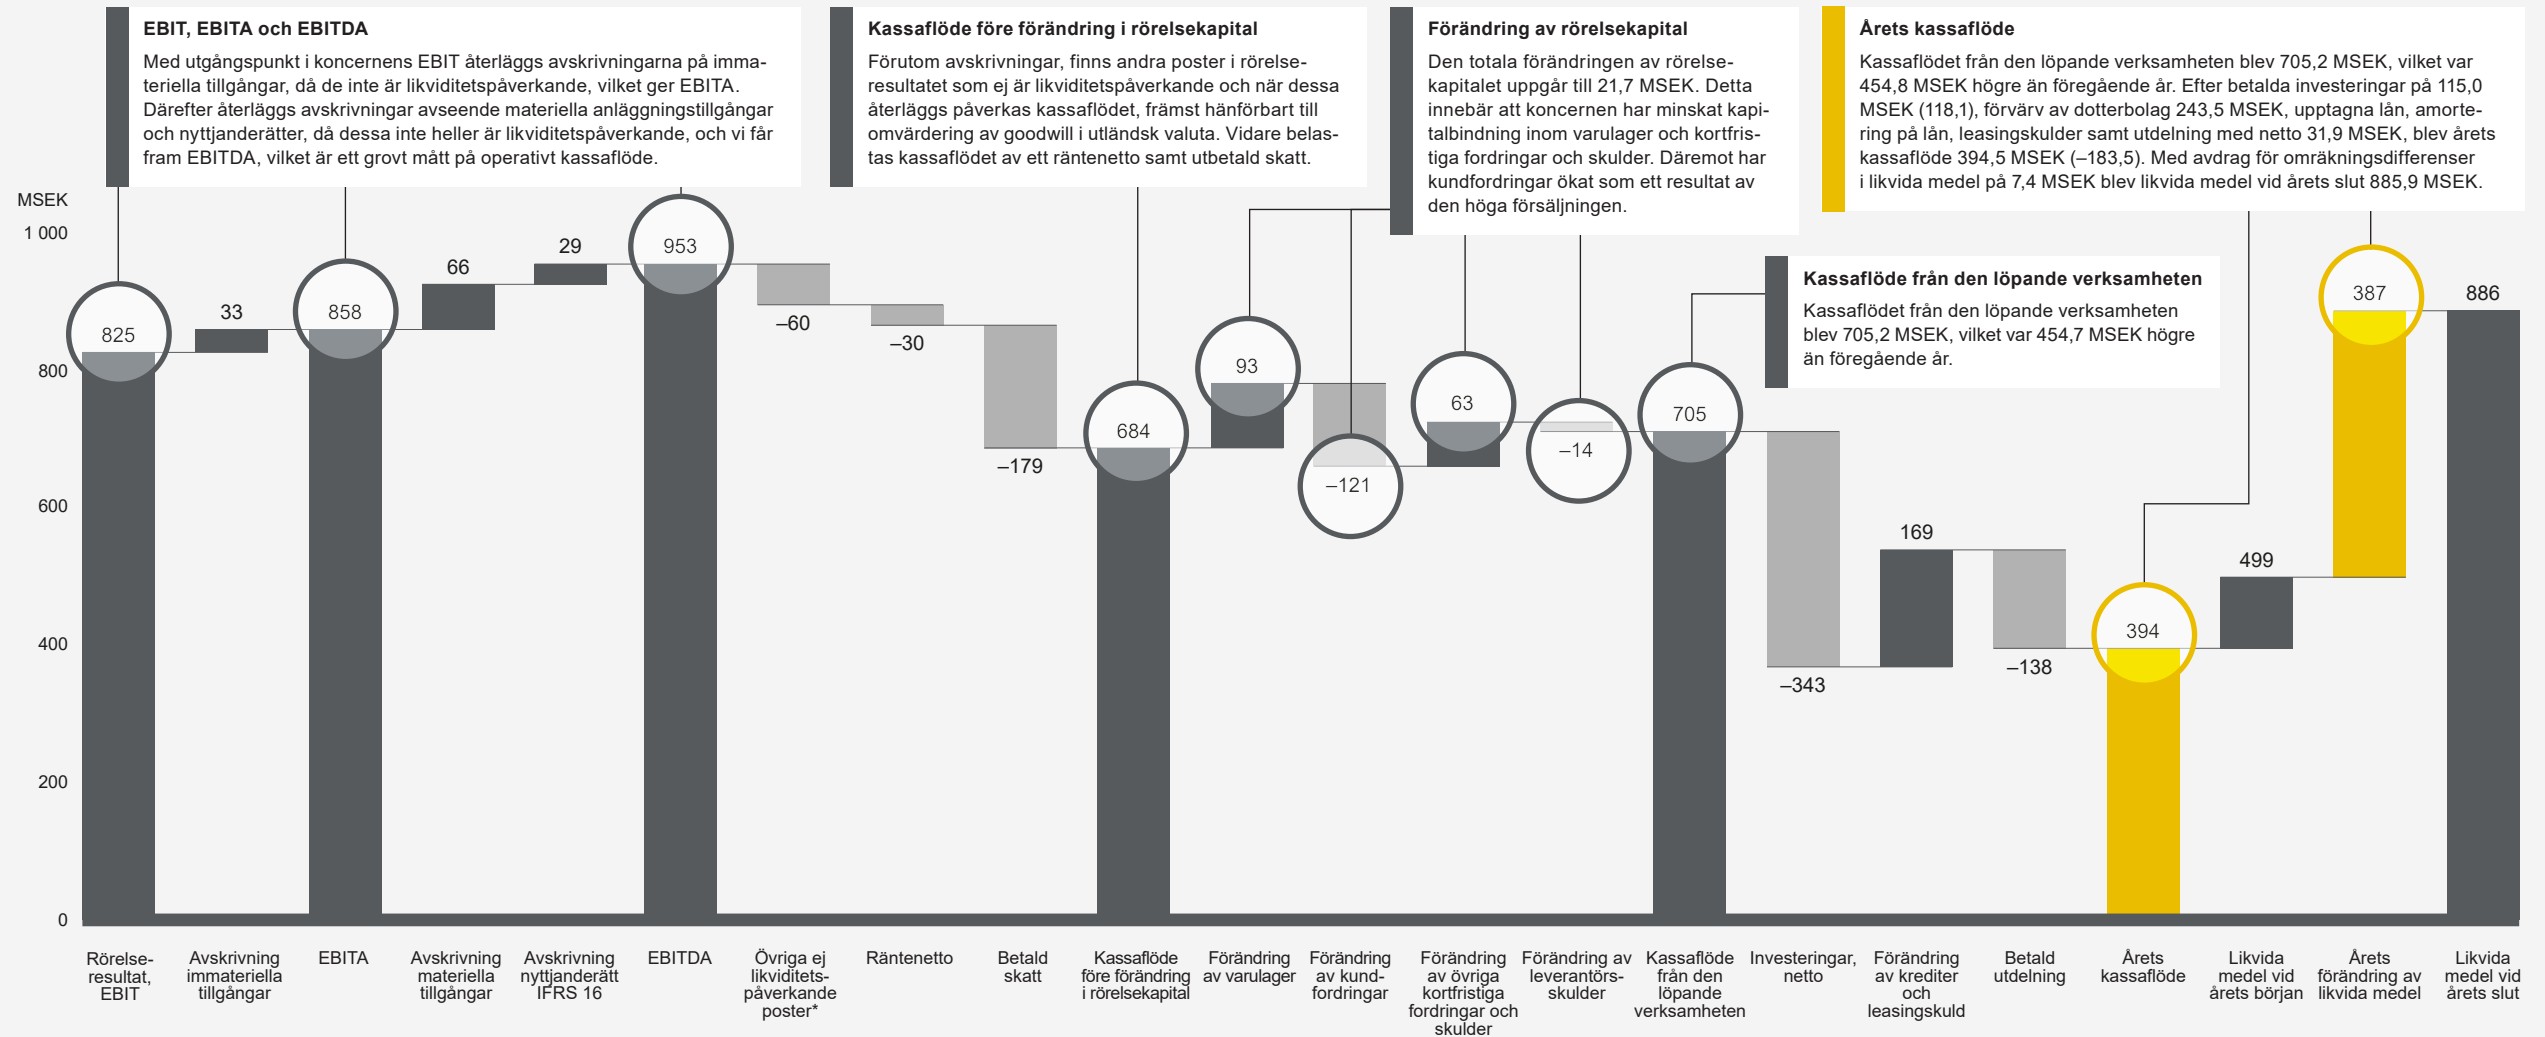 EBIT, EBITA och EBITDA
Med utgångspunkt i koncernens EBIT återläggs avskrivningarna på imma-
teriella tillgångar, då de inte är likviditetspåverkande, vilket ger EBITA.
Därefter återläggs avskrivningar avseende materiella anläggningstillgångar
och nyttjanderätter, då dessa inte heller är likviditetspåverkande, och vi får
fram EBITDA, vilket är ett grovt mått på operativt kassaflöde.
Kassaflöde före förändring i rörelsekapital
Förutom avskrivningar, finns andra poster i rörelse-
resultatet som ej är likviditetspåverkande och när dessa
återläggs påverkas kassaflödet, främst hänförbart till
omvärdering av goodwill i utländsk valuta. Vidare belas-
tas kassaflödet av ett räntenetto samt utbetald skatt.
Förändring av rörelsekapital
Den totala förändringen av rörelse-
kapitalet uppgår till 21,7 MSEK. Detta
innebär att koncernen har minskat kapi-
talbindning inom varulager och kortfris-
tiga fordringar och skulder. Däremot har
kundfordringar ökat som ett resultat av
den höga försäljningen.
Årets kassaflöde
Kassaflödet från den löpande verksamheten blev 705,2 MSEK, vilket var
454,8 MSEK högre än föregående år. Efter betalda investeringar på 115,0
MSEK (118,1), förvärv av dotterbolag 243,5 MSEK, upptagna lån, amorte-
ring på lån, leasingskulder samt utdelning med netto 31,9 MSEK, blev årets
kassaflöde 394,5 MSEK (–183,5). Med avdrag för omräkningsdifferenser
i likvida medel på 7,4 MSEK blev likvida medel vid årets slut 885,9 MSEK.
Kassaflöde från den löpande verksamheten
Kassaflödet från den löpande verksamheten
blev 705,2 MSEK, vilket var 454,7 MSEK högre
än föregående år.
MSEK
1 000
800
600
400
200
0
825
33
858
66
29
953
–60
–30
–179
684
93
–121
63
–14
705
–343
169
–138
394
499
387
886
Rörelse-
resultat,
EBIT
Avskrivning
immateriella
tillgångar
EBITA
Avskrivning
materiella
tillgångar
Avskrivning
nyttjanderätt
IFRS 16
EBITDA
Övriga ej
likviditets-
påverkande
poster*
Räntenetto
Betald
skatt
Kassaflöde
före förändring
i rörelsekapital
Förändring
av varulager
Förändring
av kund-
fordringar
Förändring
av övriga
kortfristiga
fordringar och
skulder
Förändring av
leverantörs-
skulder
Kassaflöde
från den
löpande
verksamheten
Investeringar,
netto
Förändring
av krediter
och
leasingskuld
Betald
utdelning
Årets
kassaflöde
Likvida
medel vid
årets början
Årets
förändring av
likvida medel
Likvida
medel vid
årets slut